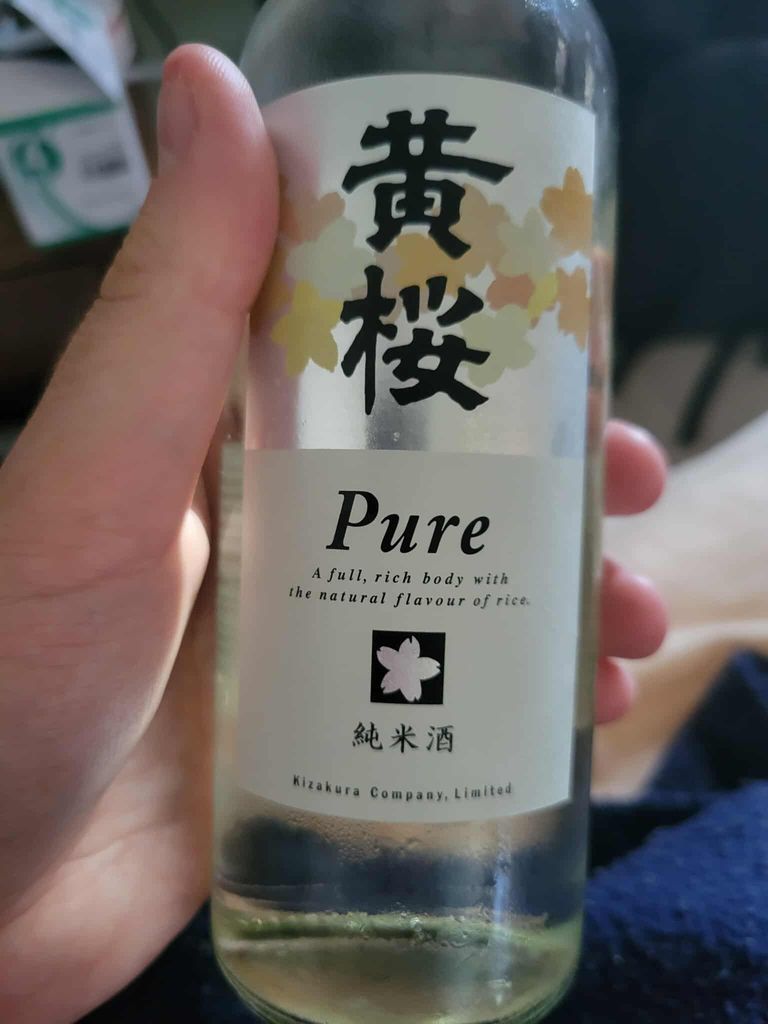 黄桜
Pure
A full, rich body with
the natural flavour of rice.
純米酒
Kizakura Company, Limited